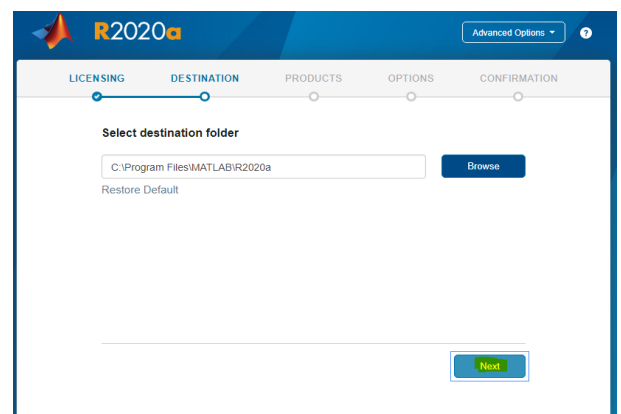 R2020a
Advanced Options
?
LICENSING DESTINATION PRODUCTS OPTIONS CONFIRMATION
Select destination folder
C:\Program Files\MATLAB\R2020a Browse
Restore Default
Next